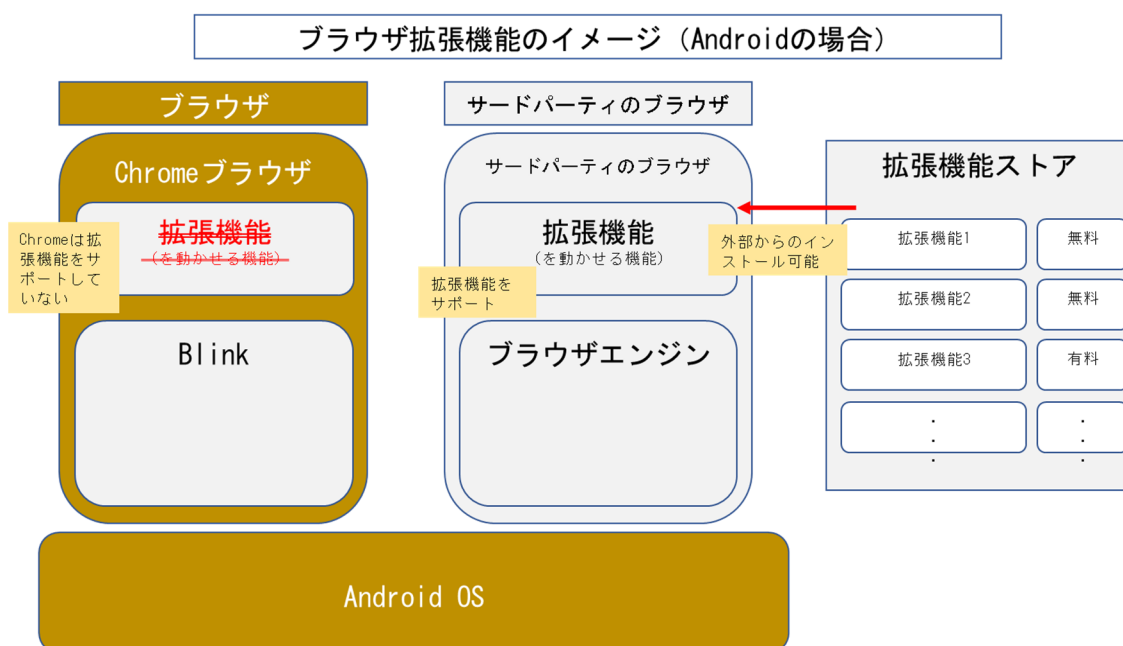 ブラウザ拡張機能のイメージ（Androidの場合）
ブラウザ
Chromeブラウザ
拡張機能
（を動かせる機能）
Chromeは拡
張機能をサ
ポートして
いない
Blink
サードパーティのブラウザ
サードパーティのブラウザ
拡張機能
（を動かせる機能）
拡張機能を
サポート
ブラウザエンジン
外部からのイン
ストール可能
拡張機能ストア
拡張機能1 無料
拡張機能2 無料
拡張機能3 有料
・ ・
・ ・
・ ・
Android OS